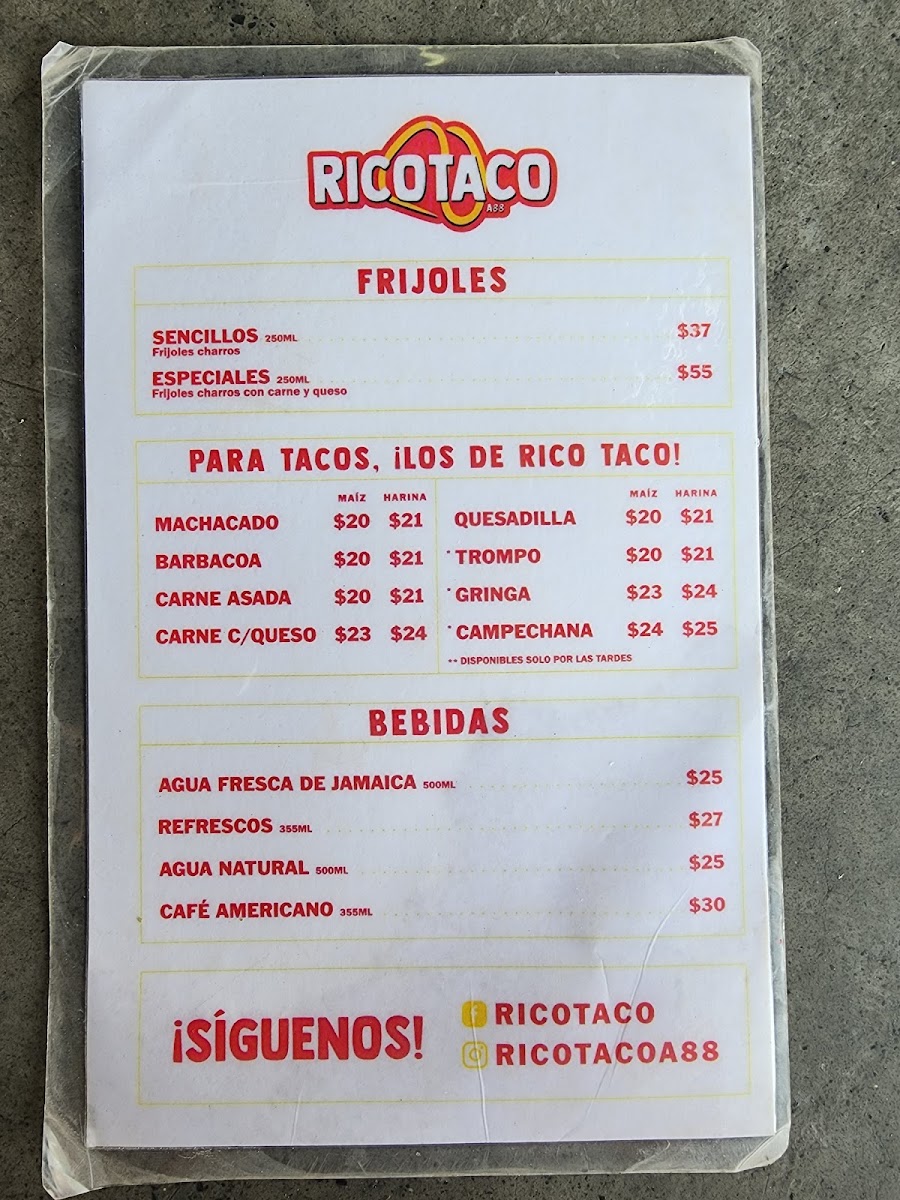 RICOTACO
A88
FRIJOLES
SENCILLOS 250ML $37
Frijoles charros
ESPECIALES 250ML $55
Frijoles charros con carne y queso
PARA TACOS, ¡LOS DE RICO TACO!
MAÍZ HARINA
MACHACADO $20 $21
BARBACOA $20 $21
CARNE ASADA $20 $21
CARNE C/QUESO $23 $24
MAÍZ HARINA
QUESADILLA $20 $21
*TROMPO $20 $21
*GRINGA $23 $24
*CAMPECHANA $24 $25
** DISPONIBLES SOLO POR LAS TARDES
BEBIDAS
AGUA FRESCA DE JAMAICA 500ML $25
REFRESCOS 355ML $27
AGUA NATURAL 500ML $25
CAFÉ AMERICANO 355ML $30
¡SÍGUENOS!
RICOTACO
RICOTACOA88